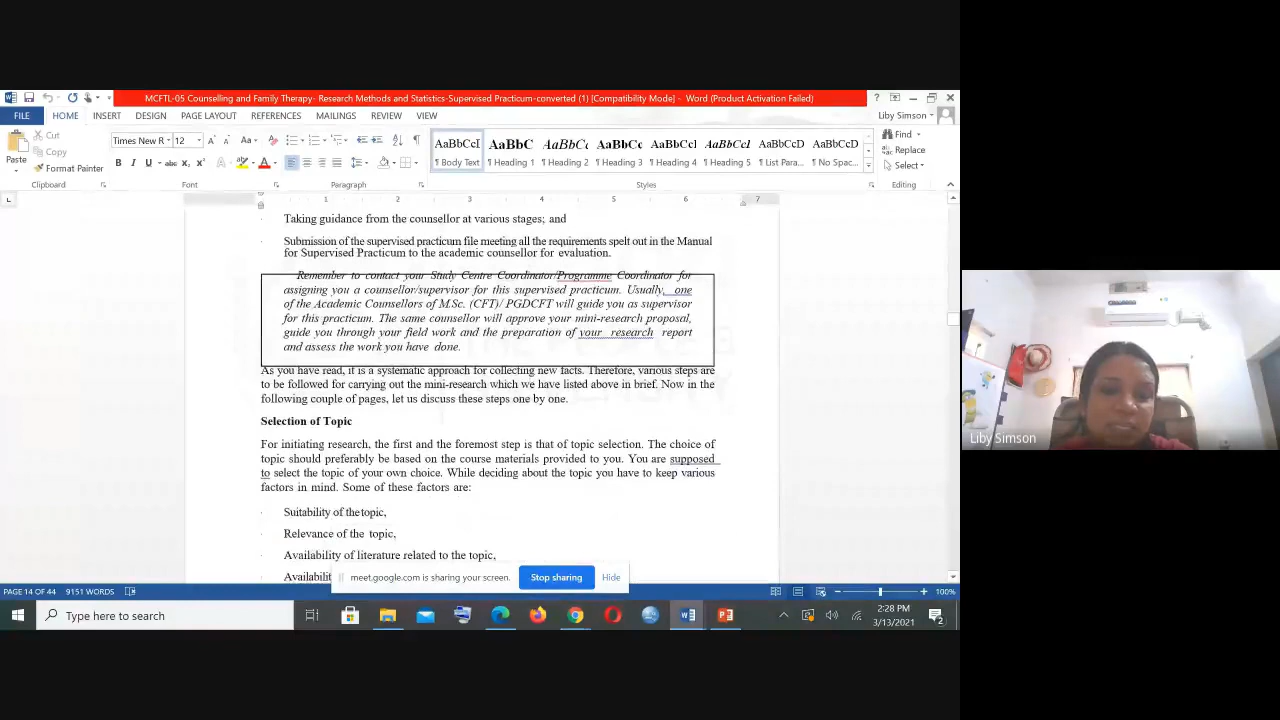 MCFTL-05 Counselling and Family Therapy- Research Methods and Statistics-Supervised Practicum-converted (1) [Compatibility Mode] - Word (Product Activation Failed)
FILE HOME INSERT DESIGN PAGE LAYOUT REFERENCES MAILINGS REVIEW VIEW Liby Simson
Paste Cut Copy Format Painter
Times New R 12
AaBbCcI AaBbC AaBbC AaBbCc AaBbCcI AaBbCcI AaBbCcD AaBbCcD
¶ Body Text ¶ Heading 1 ¶ Heading 2 ¶ Heading 3 ¶ Heading 4 ¶ Heading 5 ¶ List Para... ¶ No Spac...
Find Replace Select
Clipboard Font Paragraph Styles Editing
1 2 3 4 5 6 7
Taking guidance from the counsellor at various stages; and
Submission of the supervised practicum file meeting all the requirements spelt out in the Manual
for Supervised Practicum to the academic counsellor for evaluation.
Remember to contact your Study Centre Coordinator/Programme Coordinator for
assigning you a counsellor/supervisor for this supervised practicum. Usually, one
of the Academic Counsellors of M.Sc. (CFT)/ PGDCFT will guide you as supervisor
for this practicum. The same counsellor will approve your mini-research proposal,
guide you through your field work and the preparation of your research report
and assess the work you have done.
As you have read, it is a systematic approach for collecting new facts. Therefore, various steps are
to be followed for carrying out the mini-research which we have listed above in brief. Now in the
following couple of pages, let us discuss these steps one by one.
Selection of Topic
For initiating research, the first and the foremost step is that of topic selection. The choice of
topic should preferably be based on the course materials provided to you. You are supposed
to select the topic of your own choice. While deciding about the topic you have to keep various
factors in mind. Some of these factors are:
Suitability of thetopic,
Relevance of the topic,
Availability of literature related to the topic,
meet.google.com is sharing your screen. Stop sharing Hide
PAGE 14 OF 44 9151 WORDS 100%
Type here to search
2:28 PM
3/13/2021
Liby Simson